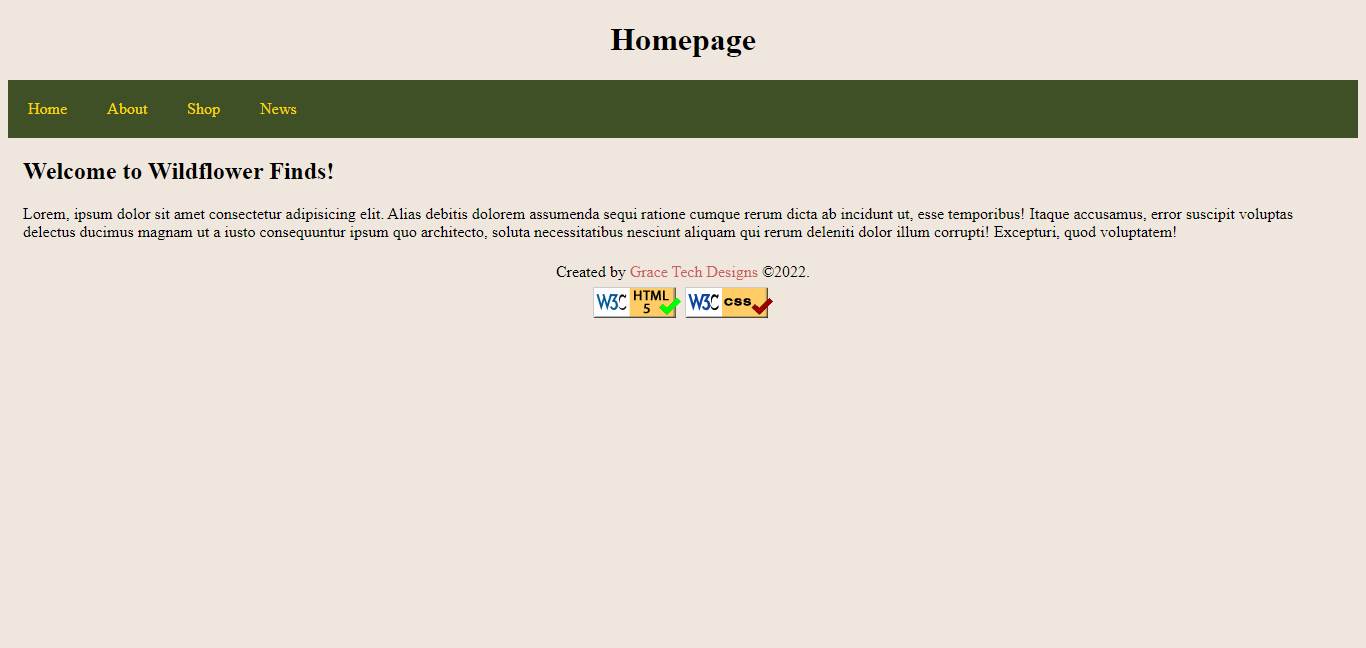 Homepage
Home About Shop News
Welcome to Wildflower Finds!
Lorem, ipsum dolor sit amet consectetur adipisicing elit. Alias debitis dolorem assumenda sequi ratione cumque rerum dicta ab incidunt ut, esse temporibus! Itaque accusamus, error suscipit voluptas
delectus ducimus magnam ut a iusto consequuntur ipsum quo architecto, soluta necessitatibus nesciunt aliquam qui rerum deleniti dolor illum corrupti! Excepturi, quod voluptatem!
Created by Grace Tech Designs ©2022.
W3C HTML 5 W3C css